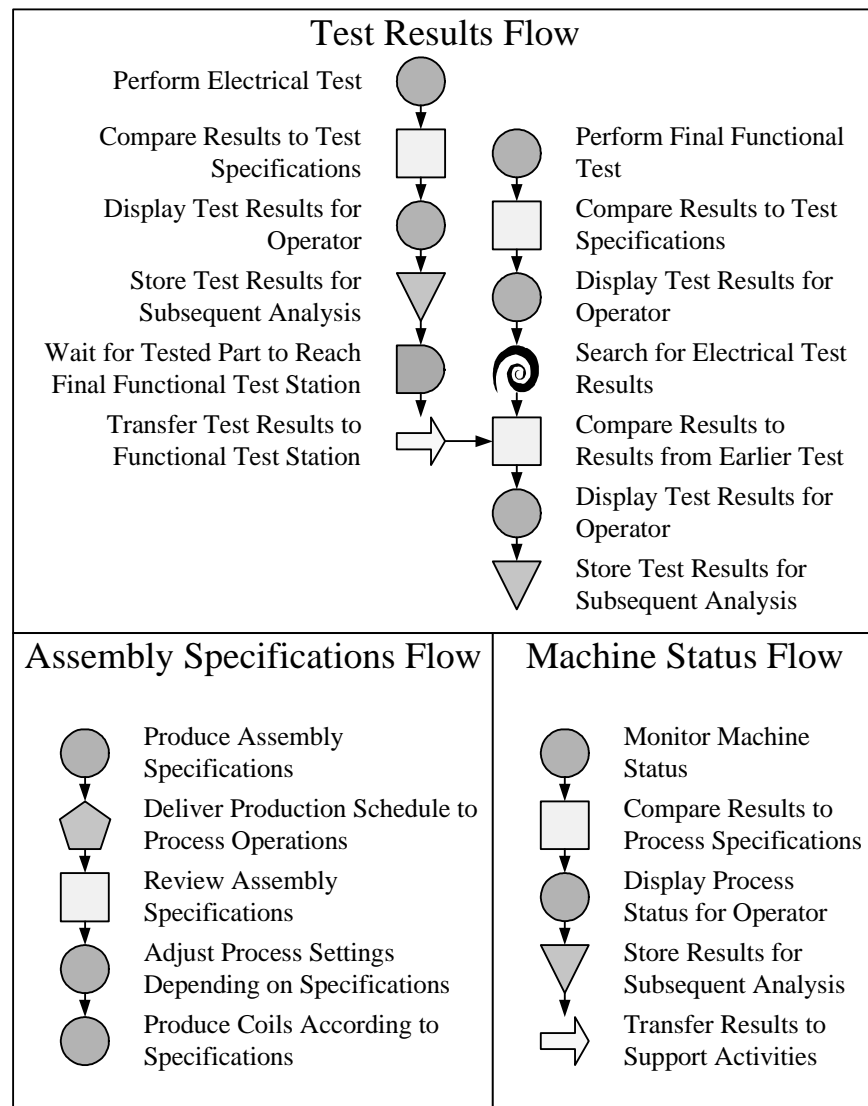 Test Results Flow
Perform Electrical Test
Compare Results to Test
Specifications
Display Test Results for
Operator
Store Test Results for
Subsequent Analysis
Wait for Tested Part to Reach
Final Functional Test Station
Transfer Test Results to
Functional Test Station
Perform Final Functional
Test
Compare Results to Test
Specifications
Display Test Results for
Operator
Search for Electrical Test
Results
Compare Results to
Results from Earlier Test
Display Test Results for
Operator
Store Test Results for
Subsequent Analysis
Assembly Specifications Flow
Produce Assembly
Specifications
Deliver Production Schedule to
Process Operations
Review Assembly
Specifications
Adjust Process Settings
Depending on Specifications
Produce Coils According to
Specifications
Machine Status Flow
Monitor Machine
Status
Compare Results to
Process Specifications
Display Process
Status for Operator
Store Results for
Subsequent Analysis
Transfer Results to
Support Activities